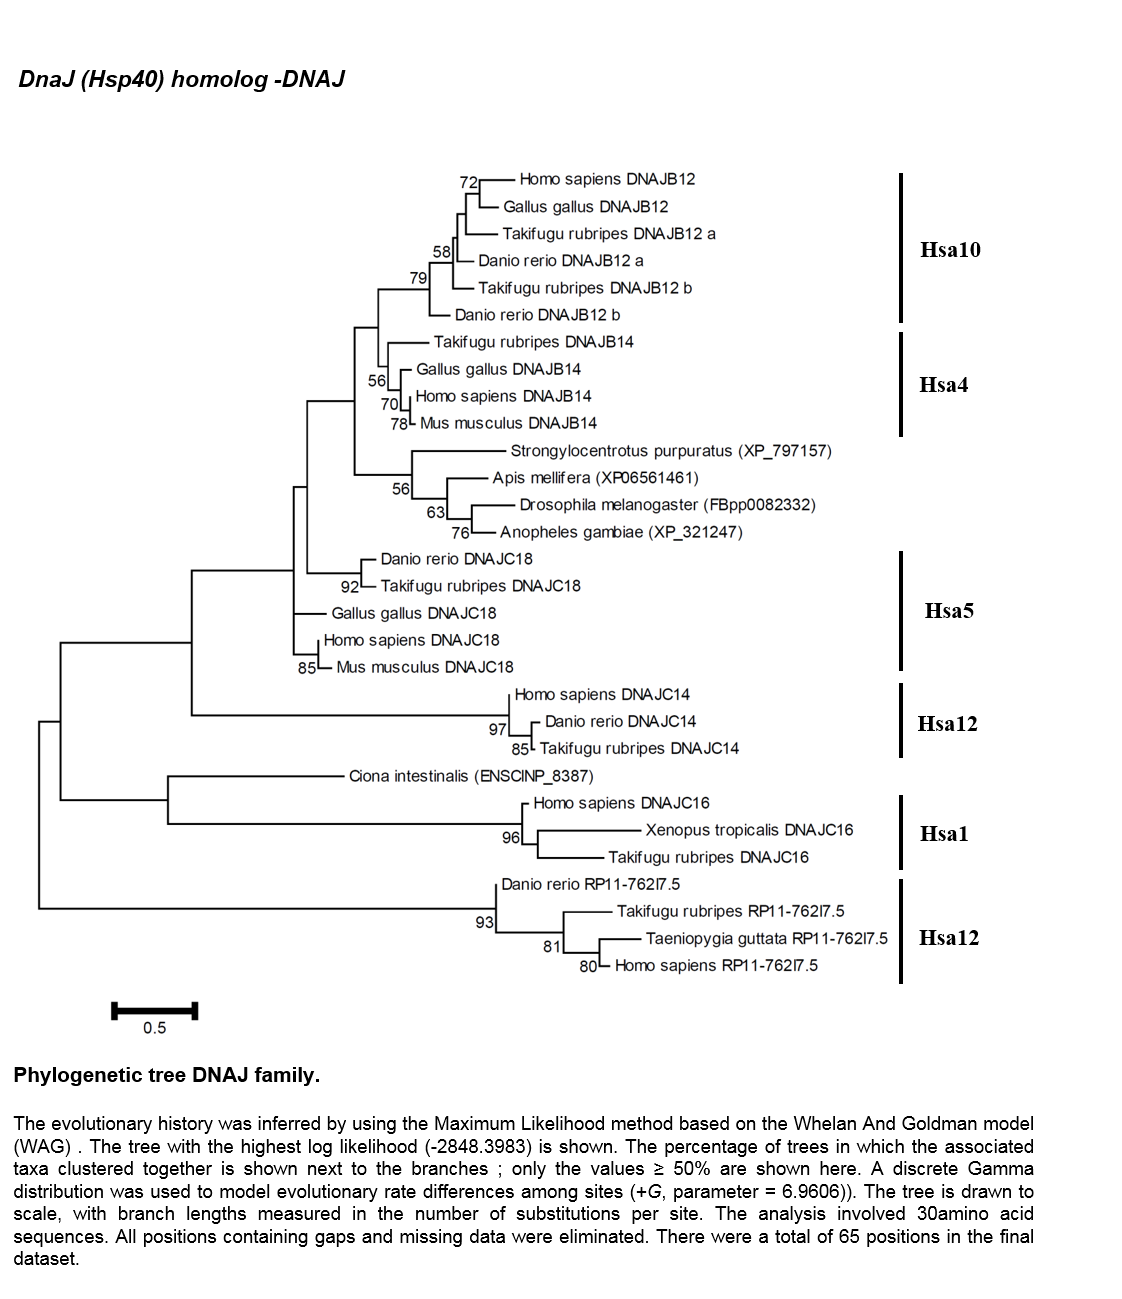 DnaJ (Hsp40) homolog -DNAJ
72
Homo sapiens DNAJB12
Gallus gallus DNAJB12
Takifugu rubripes DNAJB12 a
58
Danio rerio DNAJB12 a
Hsa10
79
Takifugu rubripes DNAJB12 b
Danio rerio DNAJB12 b
Takifugu rubripes DNAJB14
Gallus gallus DNAJB14
56
Hsa4
Homo sapiens DNAJB14
70
Mus musculus DNAJB14
78
Strongylocentrotus purpuratus (XP_797157)
Apis mellifera (XP06561461)
56
Drosophila melanogaster (FBpp0082332)
63
Anopheles gambiae (XP_321247)
76
Danio rerio DNAJC18
Takifugu rubripes DNAJC18
92
Gallus gallus DNAJC18
Hsa5
Homo sapiens DNAJC18
Mus musculus DNAJC18
85
Homo sapiens DNAJC14
Danio rerio DNAJC14
97
Hsa12
Takifugu rubripes DNAJC14
85
Ciona intestinalis (ENSCINP_8387)
Homo sapiens DNAJC16
Xenopus tropicalis DNAJC16
96
Hsa1
Takifugu rubripes DNAJC16
Danio rerio RP11-762I7.5
Takifugu rubripes RP11-762I7.5
93
Taeniopygia guttata RP11-762I7.5
81
Hsa12
Homo sapiens RP11-762I7.5
80
0.5
Phylogenetic tree DNAJ family.
The evolutionary history was inferred by using the Maximum Likelihood method based on the Whelan And Goldman model
(WAG) . The tree with the highest log likelihood (-2848.3983) is shown. The percentage of trees in which the associated
taxa clustered together is shown next to the branches ; only the values ≥ 50% are shown here. A discrete Gamma
distribution was used to model evolutionary rate differences among sites (+G, parameter = 6.9606)). The tree is drawn to
scale, with branch lengths measured in the number of substitutions per site. The analysis involved 30amino acid
sequences. All positions containing gaps and missing data were eliminated. There were a total of 65 positions in the final
dataset.